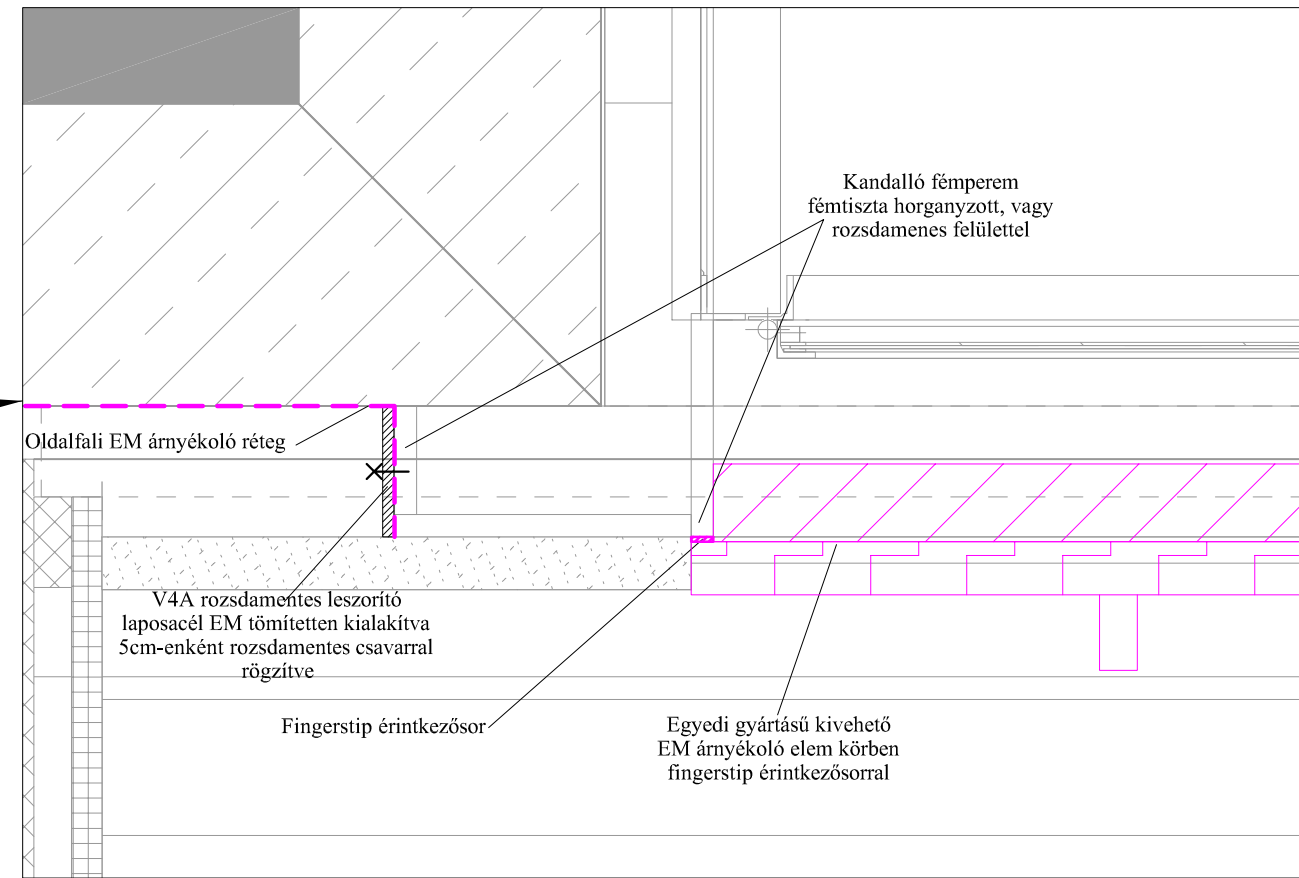 Kandalló fémperem
fémtiszta horganyzott, vagy
rozsdamenes felülettel
Oldalfali EM árnyékoló réteg
V4A rozsdamentes leszorító
laposacél EM tömítetten kialakítva
5cm-enként rozsdamentes csavarral
rögzítve
Fingerstip érintkezősor
Egyedi gyártásű kivehető
EM árnyékoló elem körben
fingerstip érintkezősorral